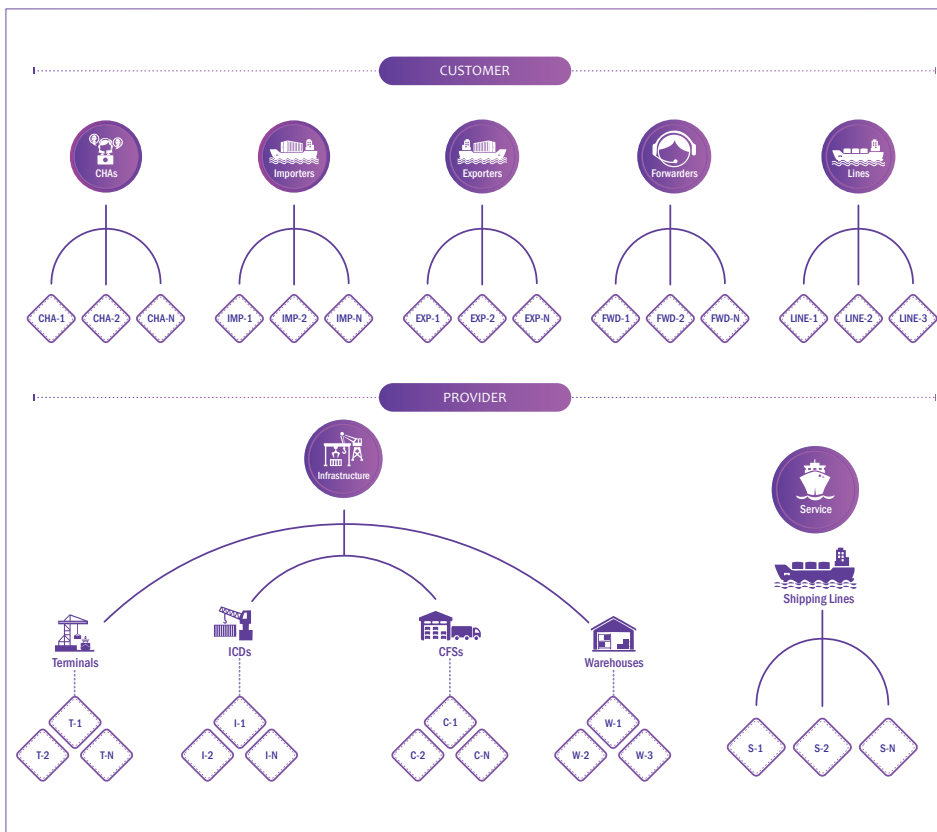 CUSTOMER
CHAs
Importers
Exporters
Forwarders
Lines
CHA-1
CHA-2
CHA-N
IMP-1
IMP-2
IMP-N
EXP-1
EXP-2
EXP-N
FWD-1
FWD-2
FWD-N
LINE-1
LINE-2
LINE-3
PROVIDER
Infrastructure
Service
Shipping Lines
Terminals
ICDs
CFSs
Warehouses
T-1
T-2
T-N
I-1
I-2
I-N
C-1
C-2
C-N
W-1
W-2
W-3
S-1
S-2
S-N